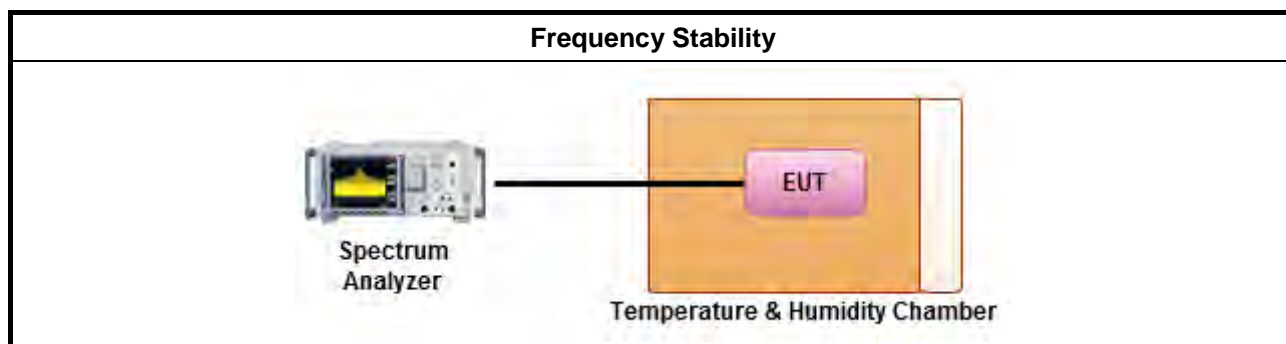 Frequency Stability
EUT
Spectrum
Analyzer
Temperature & Humidity Chamber